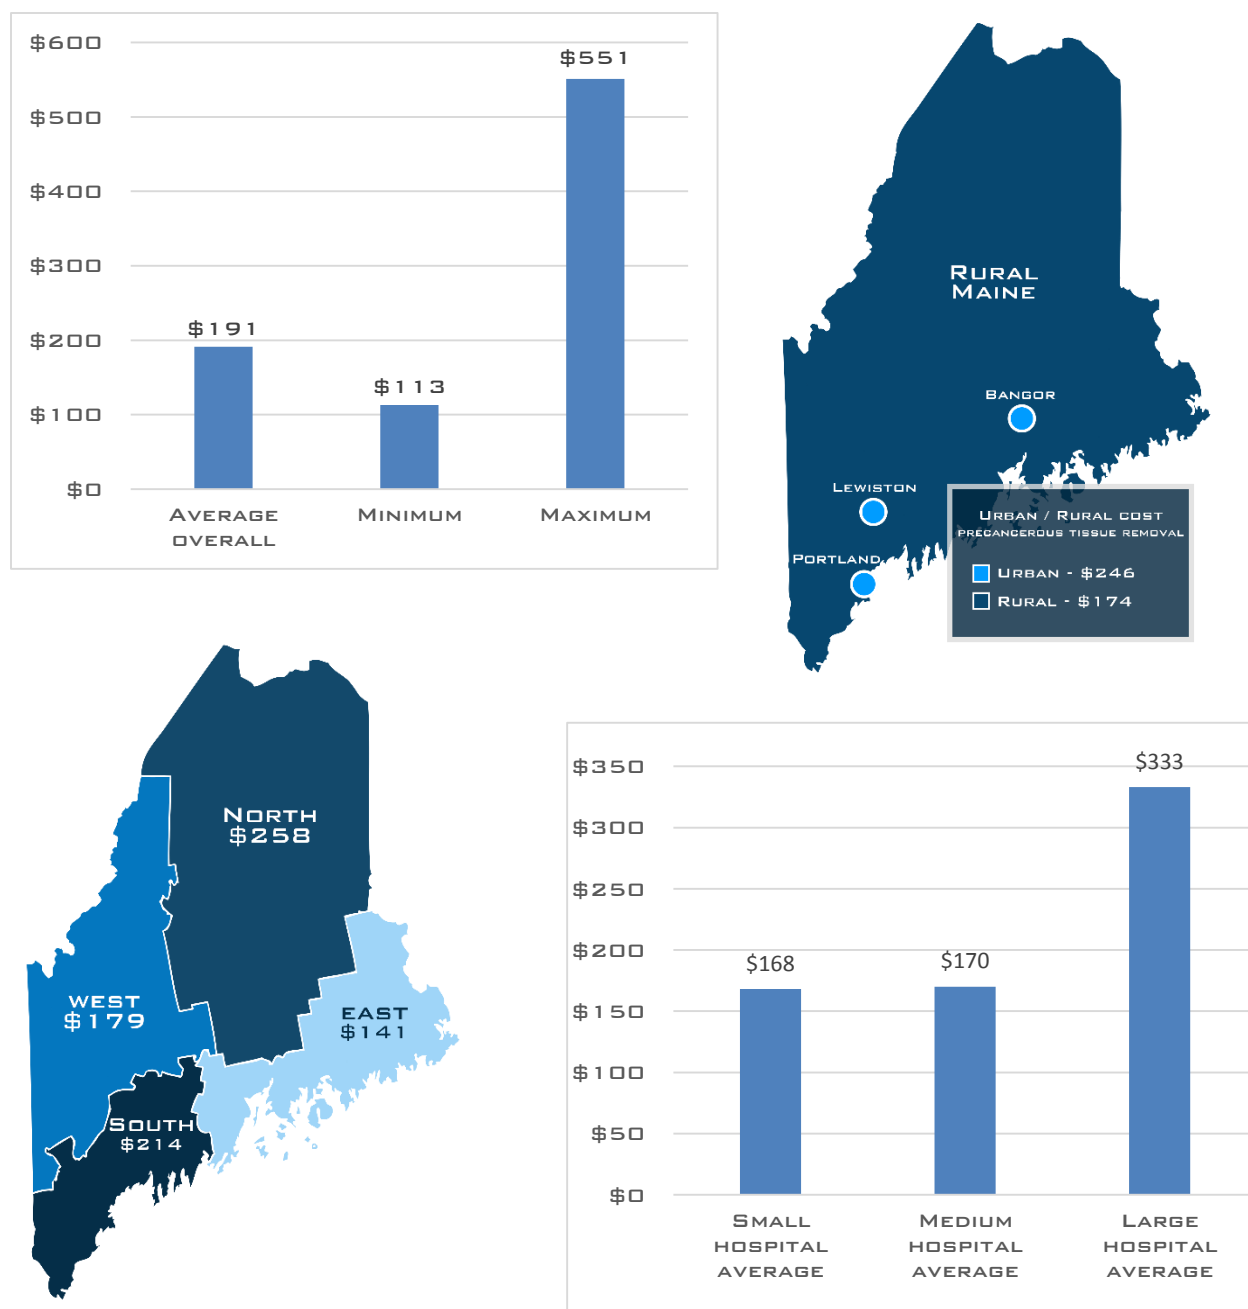 $600
$500
$400
$300
$200
$100
$0
$191
$113
$551
AVERAGE
OVERALL
MINIMUM
MAXIMUM
RURAL
MAINE
BANGOR
LEWISTON
PORTLAND
URBAN / RURAL COST
PRECANCEROUS TISSUE REMOVAL
URBAN - $246
RURAL - $174
NORTH
$258
WEST
$179
EAST
$141
SOUTH
$214
$350
$300
$250
$200
$150
$100
$50
$0
$168
$170
$333
SMALL
HOSPITAL
AVERAGE
MEDIUM
HOSPITAL
AVERAGE
LARGE
HOSPITAL
AVERAGE